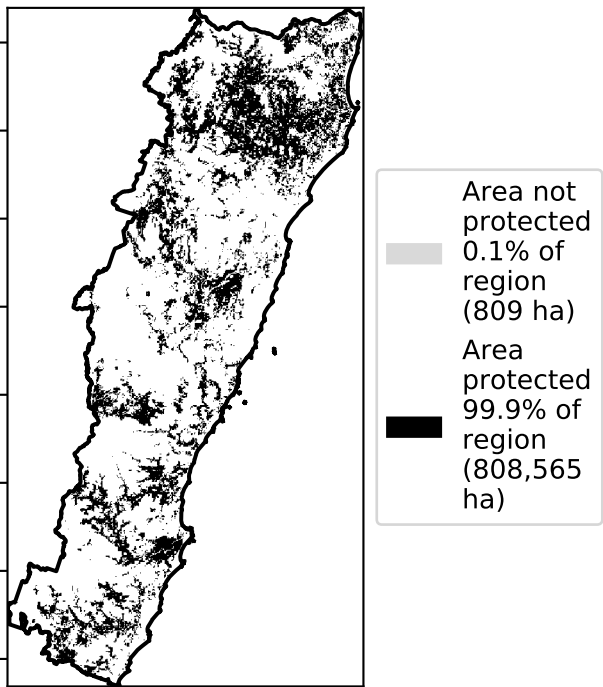 Area not
protected
0.1% of
region
(809 ha)
Area
protected
99.9% of
region
(808,565
ha)